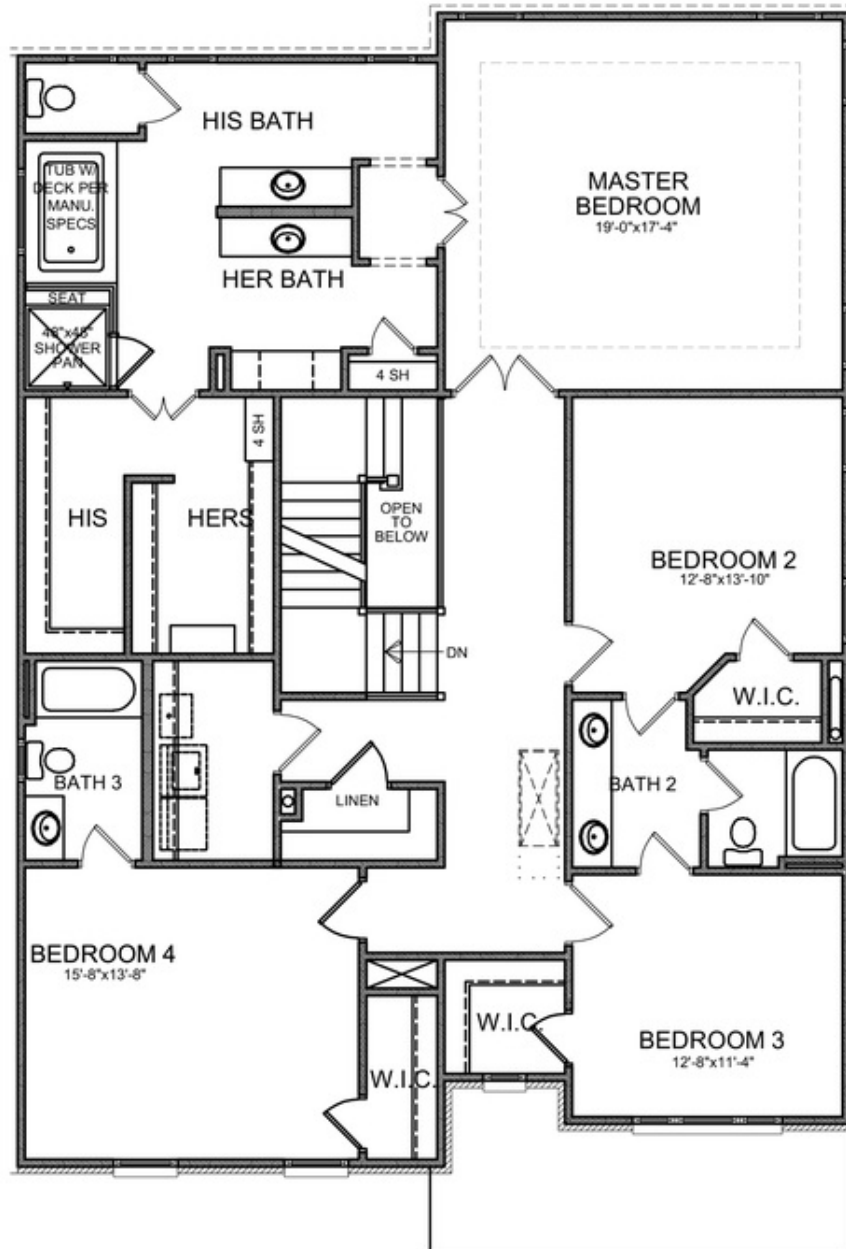 HIS BATH
TUB W/
DECK PER
MANU.
SPECS
MASTER
BEDROOM
19'-0"x17'-4"
HER BATH
SEAT
48"x48"
SHOWER
PAN
4 SH
4 SH
HIS
HERS
OPEN
TO
BELOW
BEDROOM 2
12'-8"x13'-10"
DN
W.I.C.
BATH 3
LINEN
BATH 2
BEDROOM 4
15'-8"x13'-8"
W.I.C.
BEDROOM 3
12'-8"x11'-4"
W.I.C.